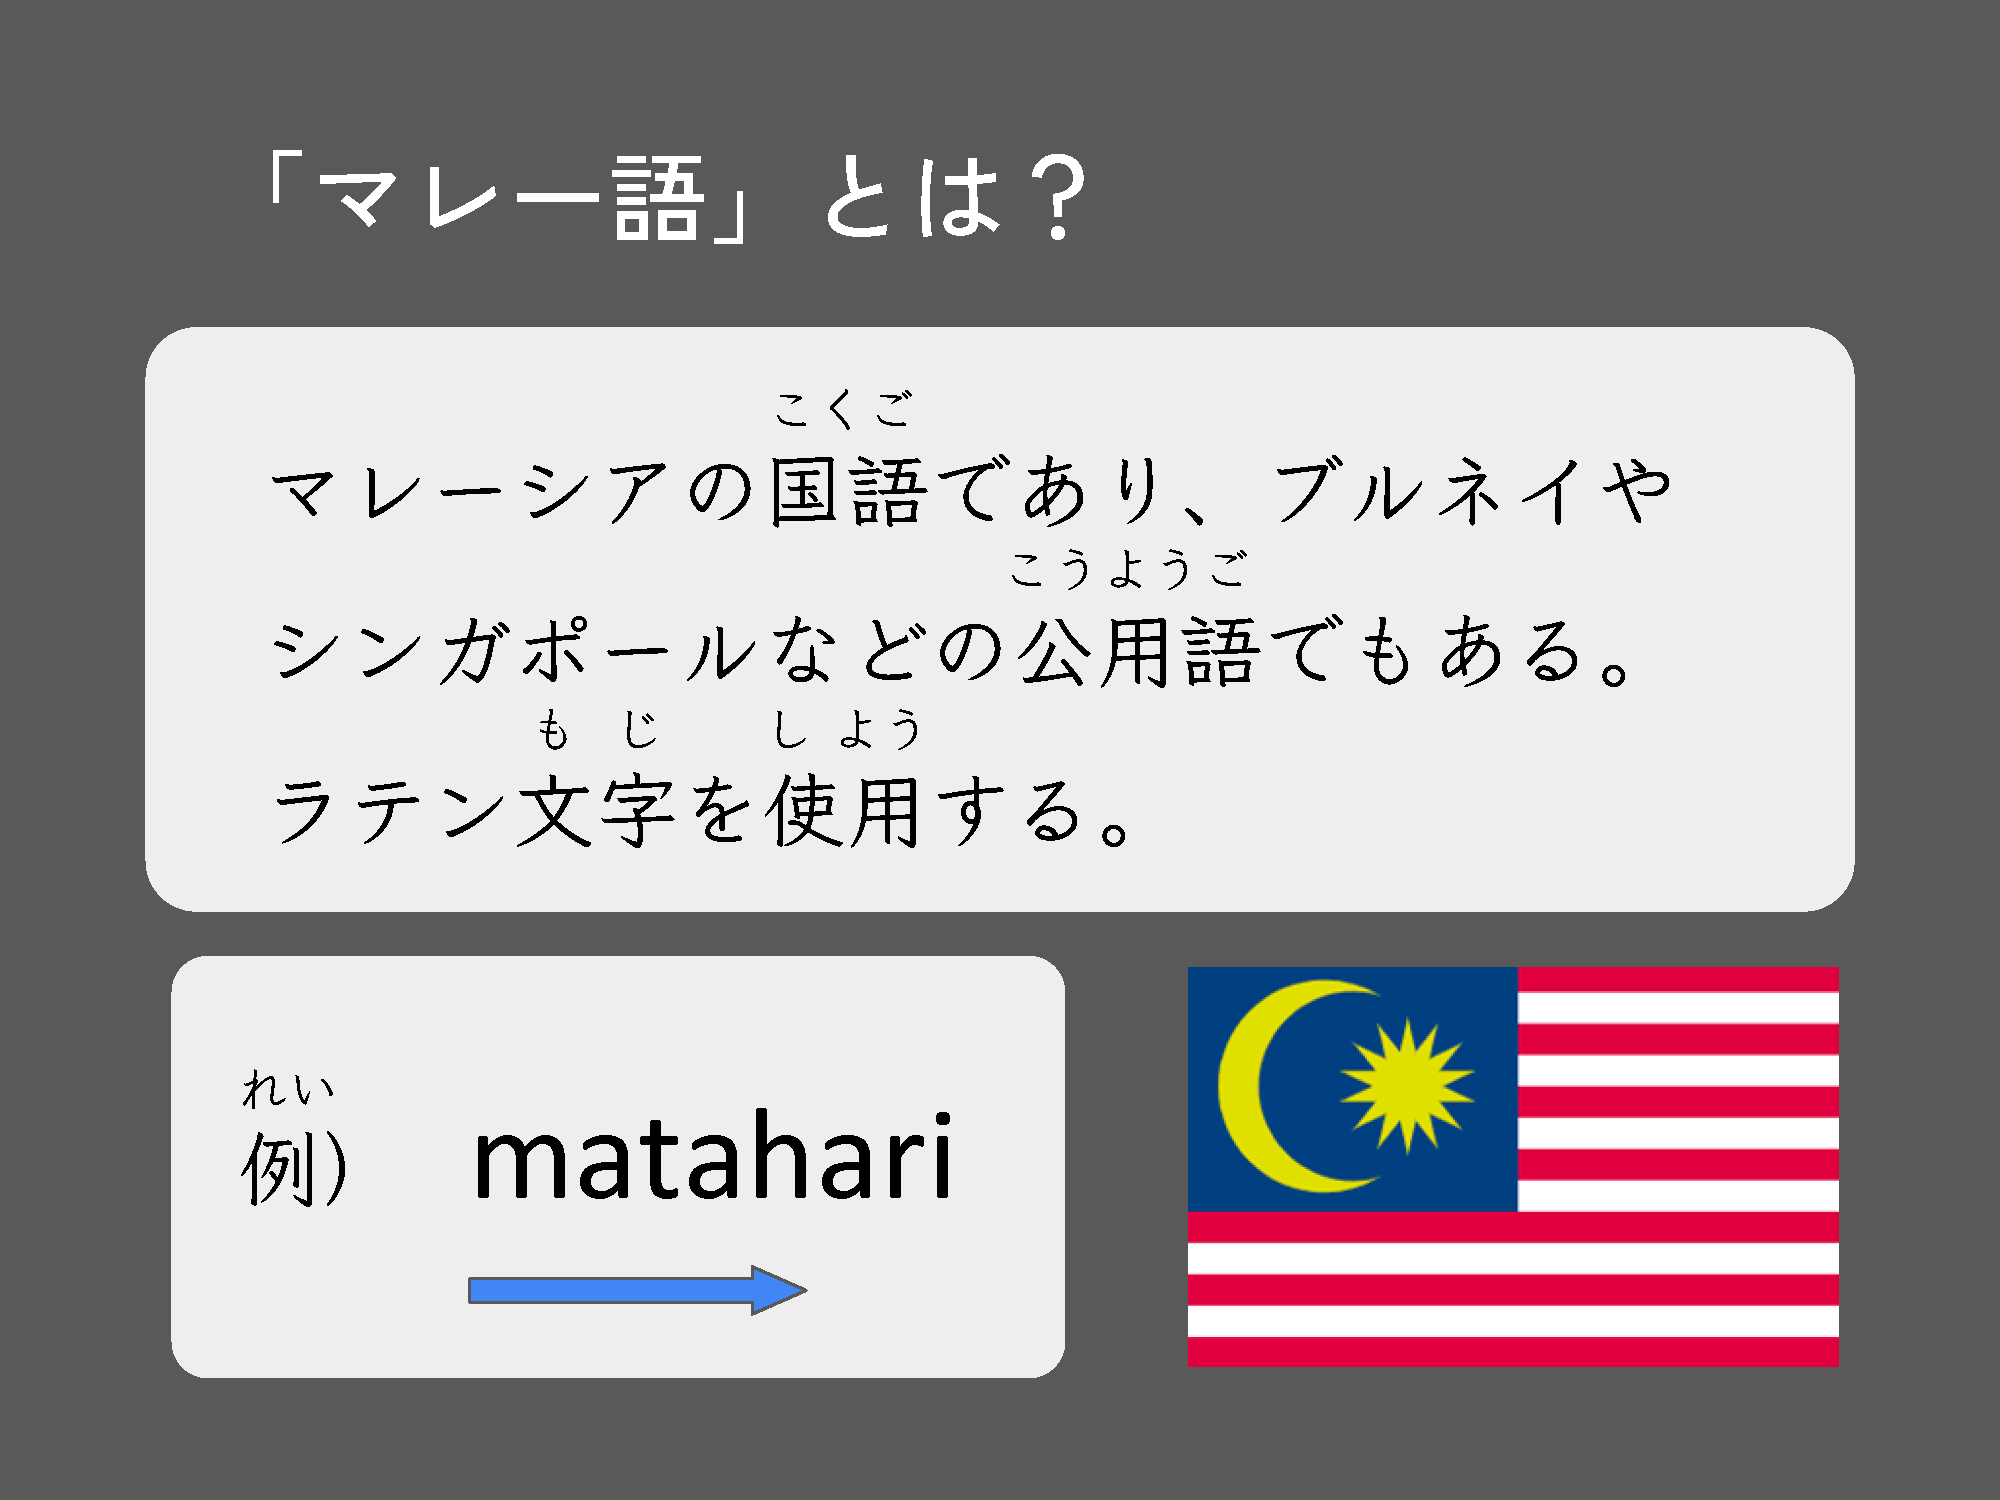 「マレー語」とは？
こくご
マレーシアの国語であり、ブルネイや
こうようご
シンガポールなどの公用語でもある。
もじ しよう
ラテン文字を使用する。
れい
例) matahari